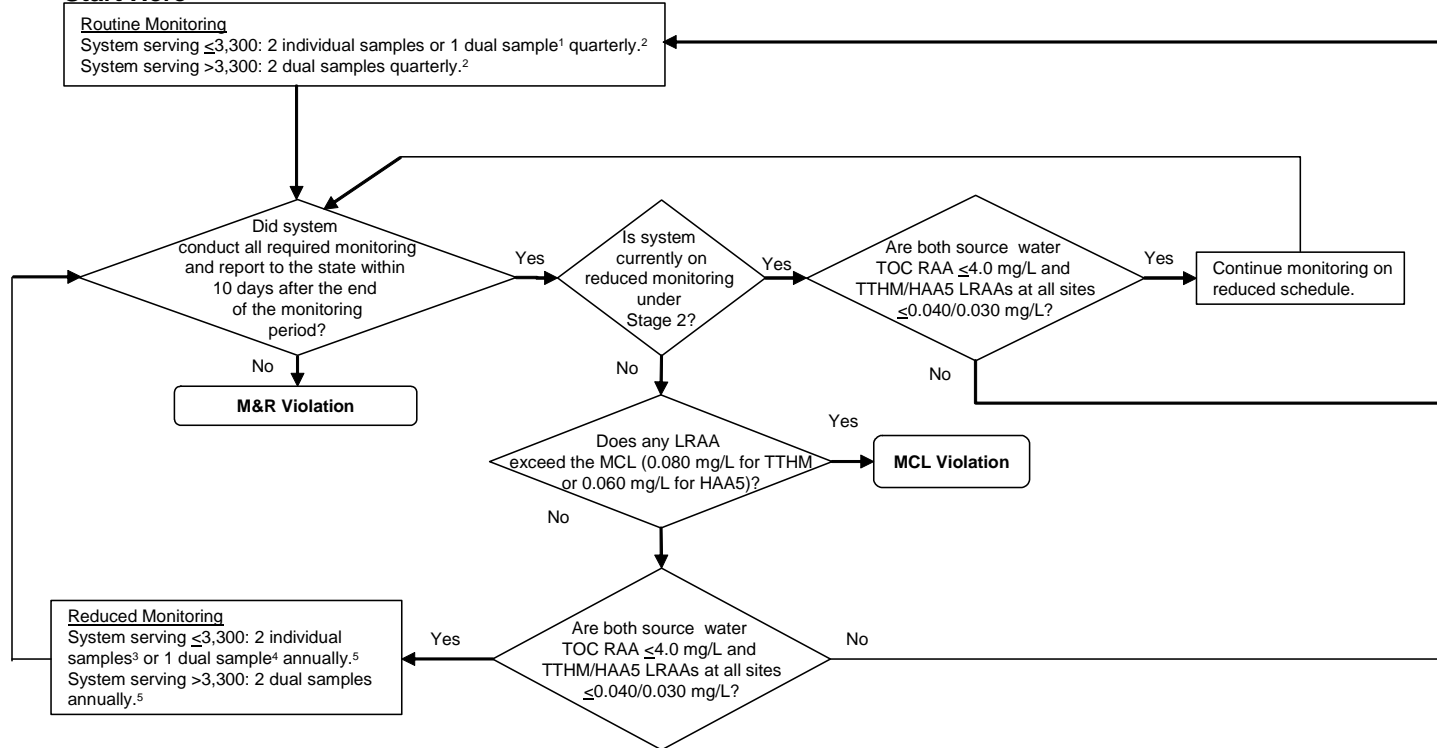 Start Here
Routine Monitoring
System serving ≤3,300: 2 individual samples or 1 dual sample¹ quarterly.²
System serving >3,300: 2 dual samples quarterly.²
Did system
conduct all required monitoring
and report to the state within
10 days after the end
of the monitoring
period?
Yes
No
M&R Violation
Is system
currently on
reduced monitoring
under
Stage 2?
Yes
No
Are both source water
TOC RAA ≤4.0 mg/L and
TTHM/HAA5 LRAAs at all sites
≤0.040/0.030 mg/L?
Yes
No
Continue monitoring on
reduced schedule.
Does any LRAA
exceed the MCL (0.080 mg/L for TTHM
or 0.060 mg/L for HAA5)?
Yes
No
MCL Violation
Are both source water
TOC RAA ≤4.0 mg/L and
TTHM/HAA5 LRAAs at all sites
≤0.040/0.030 mg/L?
Yes
No
Reduced Monitoring
System serving ≤3,300: 2 individual
samples³ or 1 dual sample⁴ annually.⁵
System serving >3,300: 2 dual samples
annually.⁵